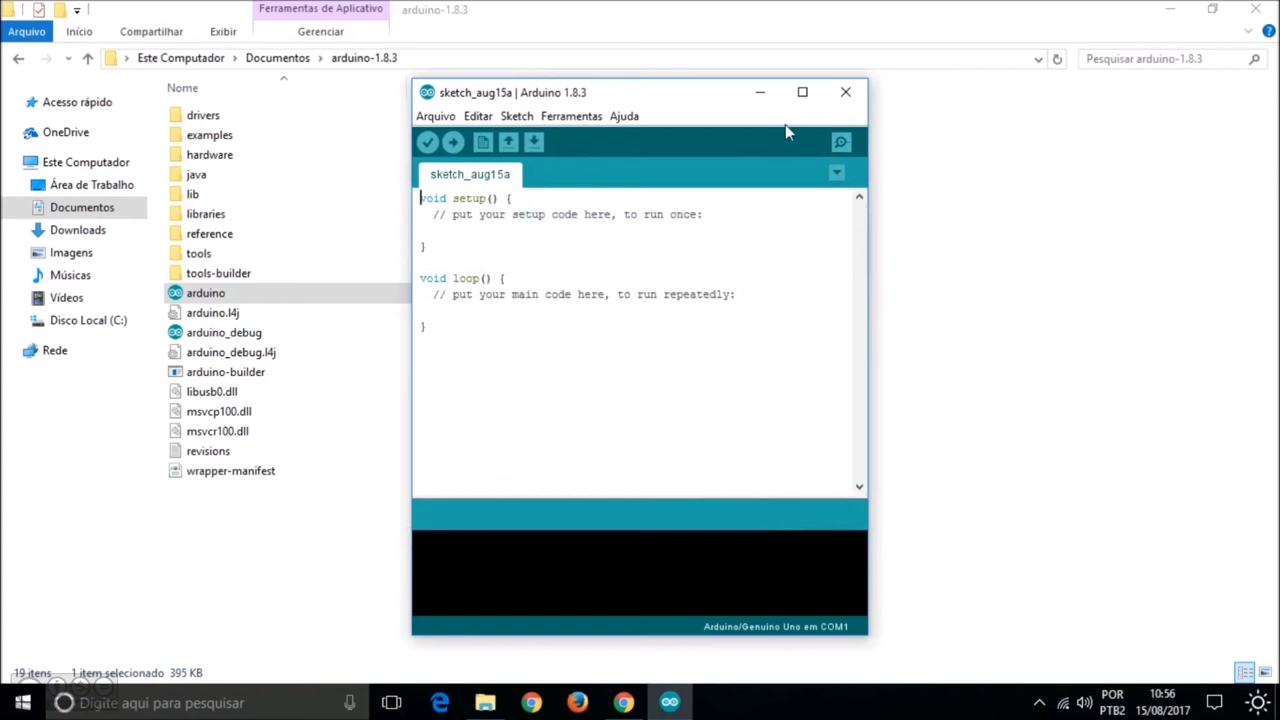 Ferramentas de Aplicativo
arduino-1.8.3
Arquivo
Início
Compartilhar
Exibir
Gerenciar
Este Computador
Documentos
arduino-1.8.3
Pesquisar arduino-1.8.3
Nome
Acesso rápido
OneDrive
Este Computador
Área de Trabalho
Documentos
Downloads
Imagens
Músicas
Vídeos
Disco Local (C:)
Rede
drivers
examples
hardware
java
lib
libraries
reference
tools
tools-builder
arduino
arduino.l4j
arduino_debug
arduino_debug.l4j
arduino-builder
libusb0.dll
msvcp100.dll
msvcr100.dll
revisions
wrapper-manifest
sketch_aug15a | Arduino 1.8.3
Arquivo Editar Sketch Ferramentas Ajuda
sketch_aug15a
void setup() {
// put your setup code here, to run once:
}
void loop() {
// put your main code here, to run repeatedly:
}
Arduino/Genuino Uno em COM1
19 itens
1 item selecionado 395 KB
Digite aqui para pesquisar
POR
PTB2
10:56
15/08/2017